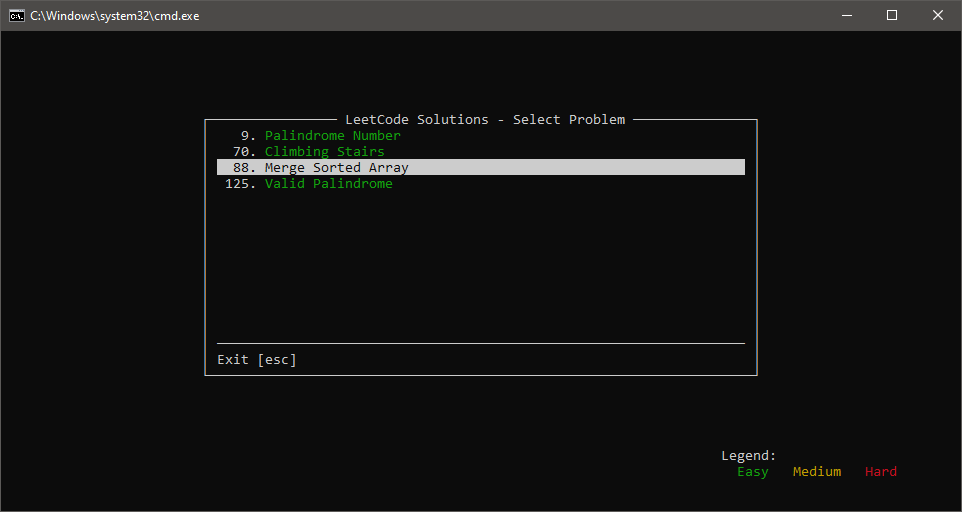 C:\Windows\system32\cmd.exe
LeetCode Solutions - Select Problem
9. Palindrome Number
70. Climbing Stairs
88. Merge Sorted Array
125. Valid Palindrome
Exit [esc]
Legend:
Easy Medium Hard